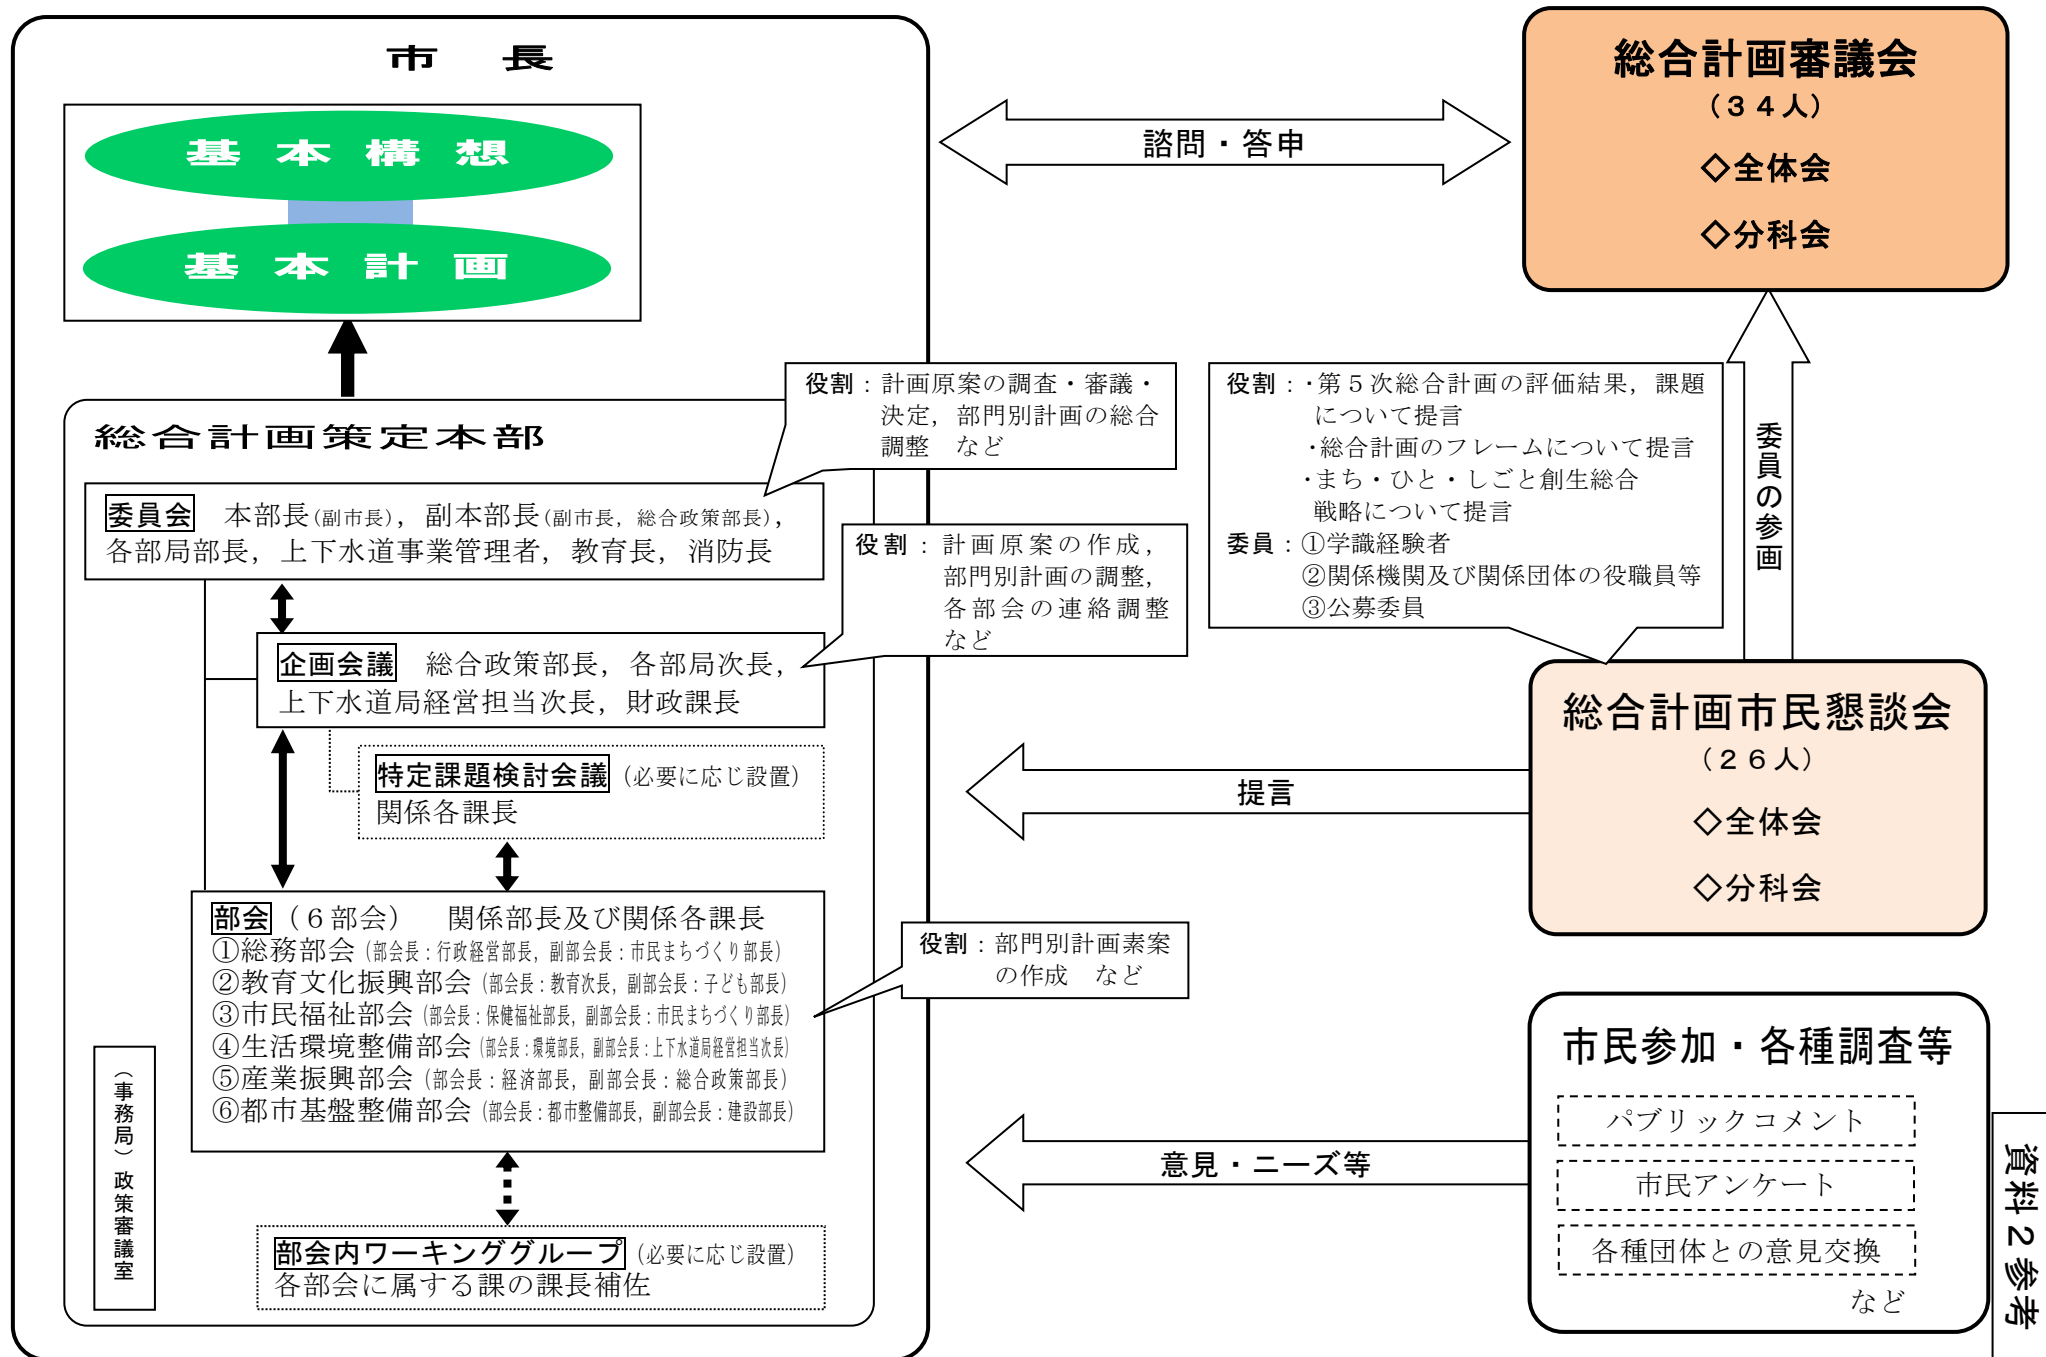 市　長
基本構想
基本計画
総合計画策定本部
役割：計画原案の調査・審議・
決定，部門別計画の総合
調整　など
委員会　本部長(副市長)，副本部長(副市長，総合政策部長)，
各部局部長，上下水道事業管理者，教育長，消防長
役割：計画原案の作成，
部門別計画の調整，
各部会の連絡調整
など
企画会議　総合政策部長，各部局次長，
上下水道局経営担当次長，財政課長
特定課題検討会議（必要に応じ設置）
関係各課長
部会（６部会）　関係部長及び関係各課長
①総務部会（部会長：行政経営部長，副部会長：市民まちづくり部長）
②教育文化振興部会（部会長：教育次長，副部会長：子ども部長）
③市民福祉部会（部会長：保健福祉部長，副部会長：市民まちづくり部長）
④生活環境整備部会（部会長：環境部長，副部会長：上下水道局経営担当次長）
⑤産業振興部会（部会長：経済部長，副部会長：総合政策部長）
⑥都市基盤整備部会（部会長：都市整備部長，副部会長：建設部長）
役割：部門別計画素案
の作成　など
部会内ワーキンググループ（必要に応じ設置）
各部会に属する課の課長補佐
（事務局）政策審議室
諮問・答申
総合計画審議会
（３４人）
◇全体会
◇分科会
委員の参画
役割：・第５次総合計画の評価結果，課題
について提言
・総合計画のフレームについて提言
・まち・ひと・しごと創生総合
戦略について提言
委員：①学識経験者
②関係機関及び関係団体の役職員等
③公募委員
総合計画市民懇談会
（２６人）
◇全体会
◇分科会
提言
市民参加・各種調査等
パブリックコメント
市民アンケート
各種団体との意見交換
など
意見・ニーズ等
資料２参考